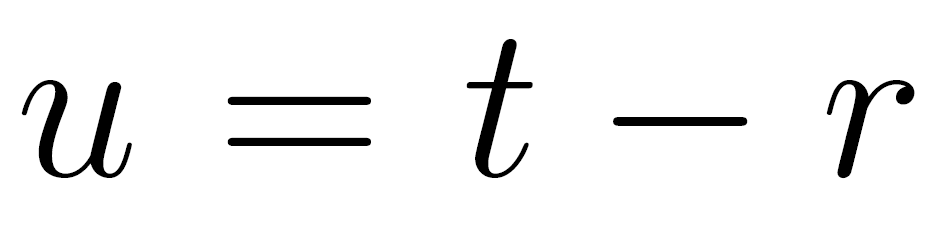 u = t − r